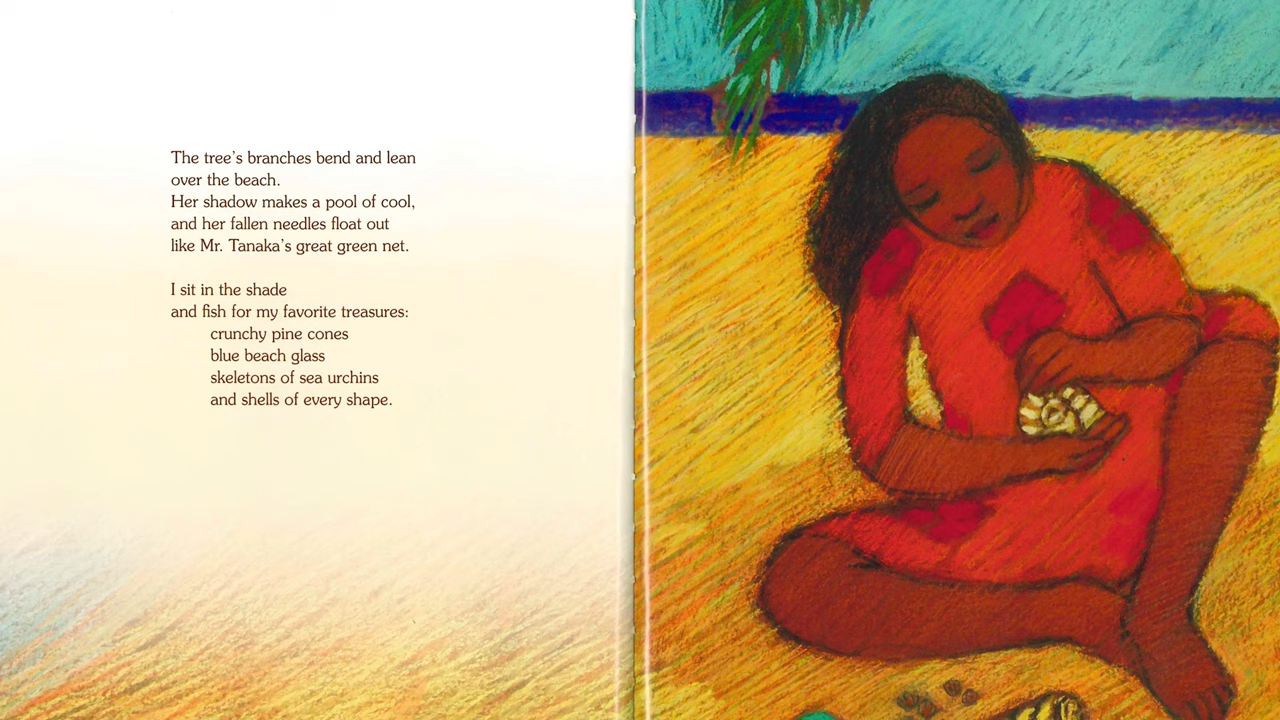 The tree's branches bend and lean
over the beach.
Her shadow makes a pool of cool,
and her fallen needles float out
like Mr. Tanaka's great green net.
I sit in the shade
and fish for my favorite treasures:
crunchy pine cones
blue beach glass
skeletons of sea urchins
and shells of every shape.